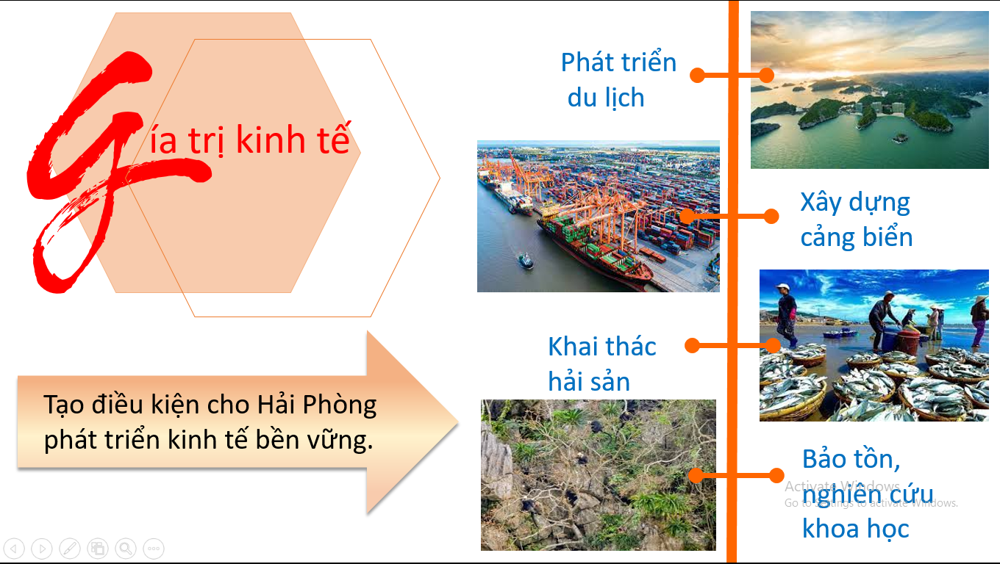 gía trị kinh tế
Tạo điều kiện cho Hải Phòng
phát triển kinh tế bền vững.
Phát triển
du lịch
Xây dựng
cảng biển
Khai thác
hải sản
Bảo tồn,
nghiên cứu
khoa học
Activate Windows
Go to Settings to activate Windows.